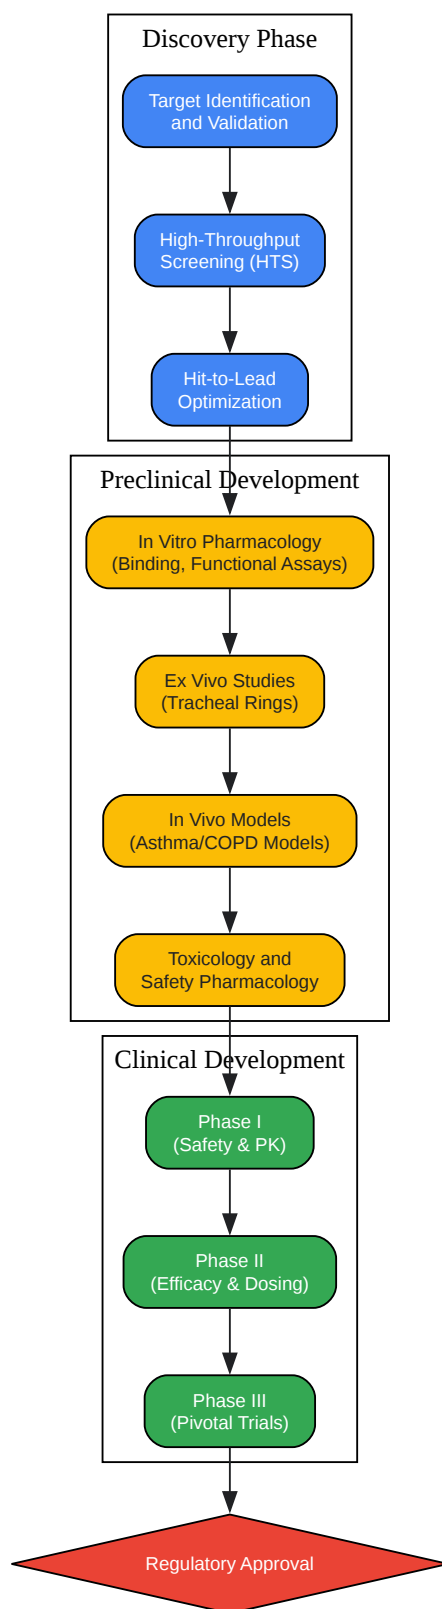 Discovery Phase
Target Identification
and Validation
High-Throughput
Screening (HTS)
Hit-to-Lead
Optimization
Preclinical Development
In Vitro Pharmacology
(Binding, Functional Assays)
Ex Vivo Studies
(Tracheal Rings)
In Vivo Models
(Asthma/COPD Models)
Toxicology and
Safety Pharmacology
Clinical Development
Phase I
(Safety & PK)
Phase II
(Efficacy & Dosing)
Phase III
(Pivotal Trials)
Regulatory Approval